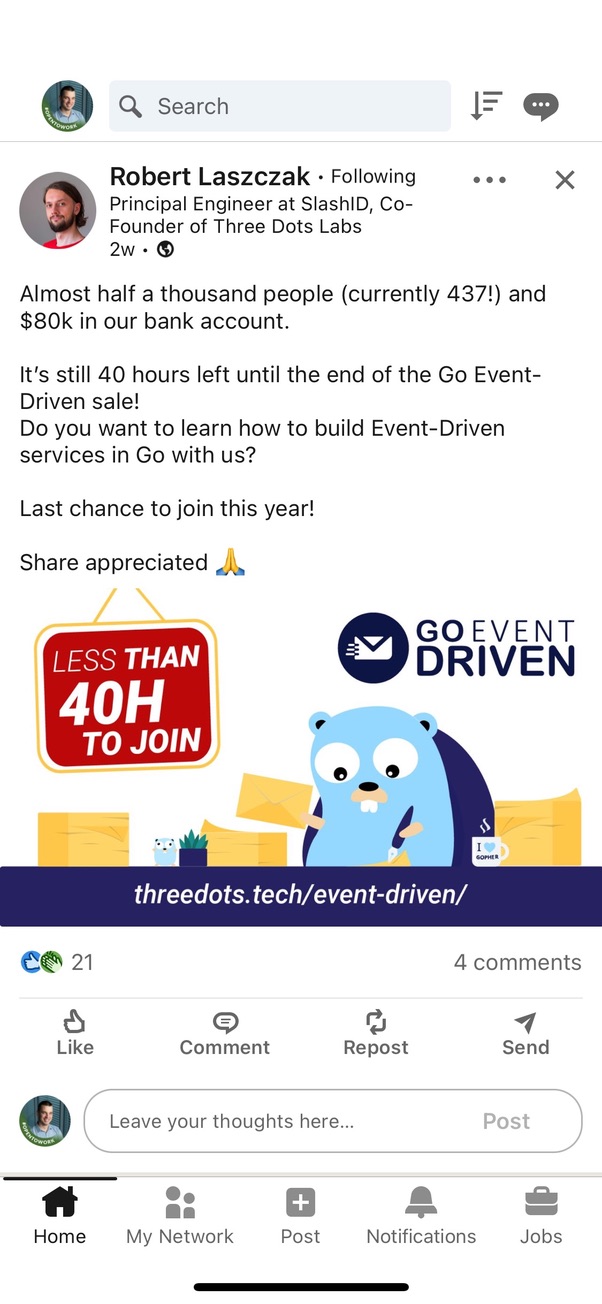 #OPENTOWORK
Search
Robert Laszczak • Following
Principal Engineer at SlashID, Co-
Founder of Three Dots Labs
2w •
Almost half a thousand people (currently 437!) and
$80k in our bank account.
It’s still 40 hours left until the end of the Go Event-
Driven sale!
Do you want to learn how to build Event-Driven
services in Go with us?
Last chance to join this year!
Share appreciated 🙏
LESS THAN
40H
TO JOIN
GO EVENT
DRIVEN
I 🩵
GOPHER
threedots.tech/event-driven/
21
4 comments
Like
Comment
Repost
Send
#OPENTOWORK
Leave your thoughts here...
Post
Home
My Network
Post
Notifications
Jobs